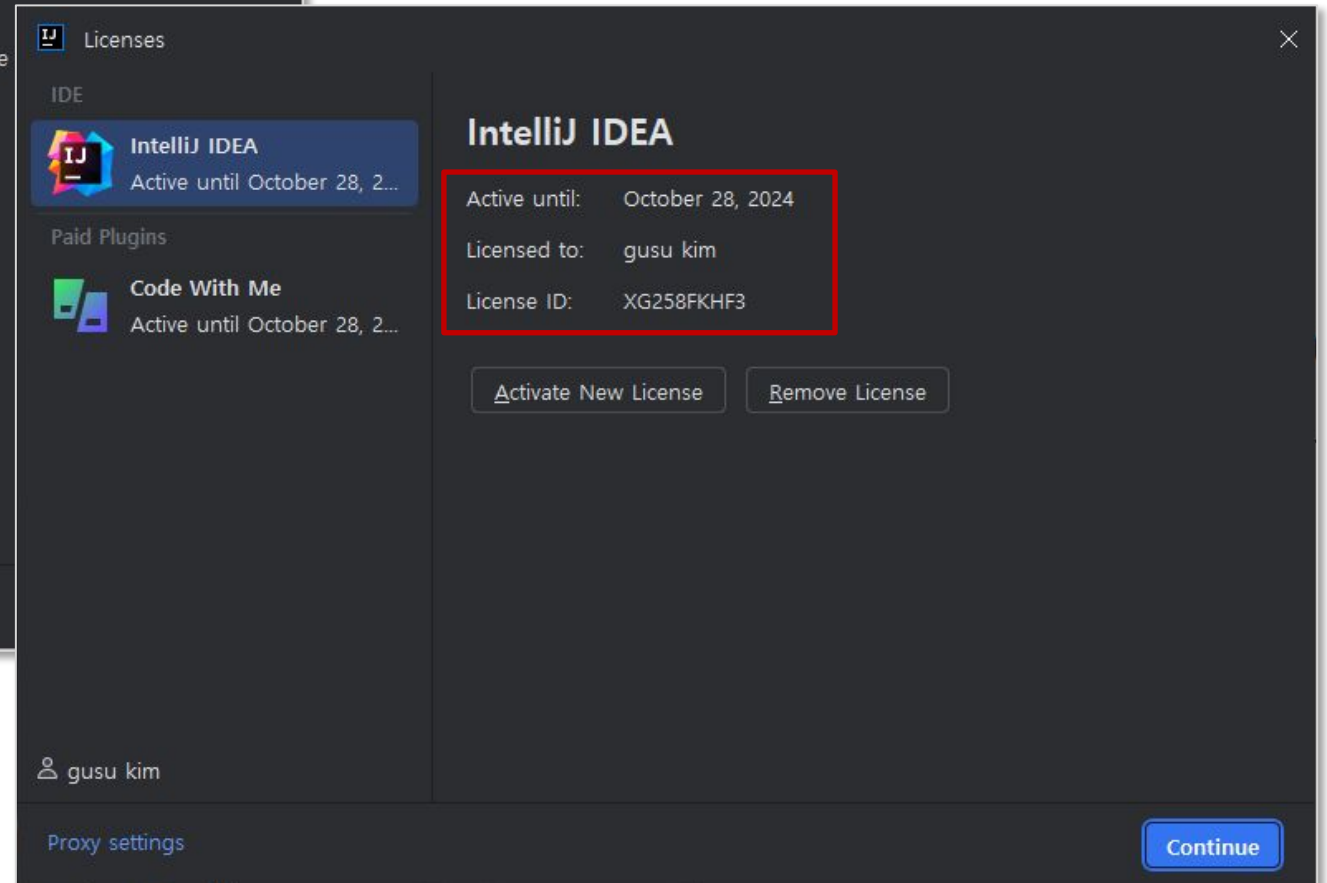 e
Licenses
IDE
IntelliJ IDEA
Active until October 28, 2...
Paid Plugins
Code With Me
Active until October 28, 2...
gusu kim
Proxy settings
IntelliJ IDEA
Active until: October 28, 2024
Licensed to: gusu kim
License ID: XG258FKHF3
Activate New License Remove License
Continue